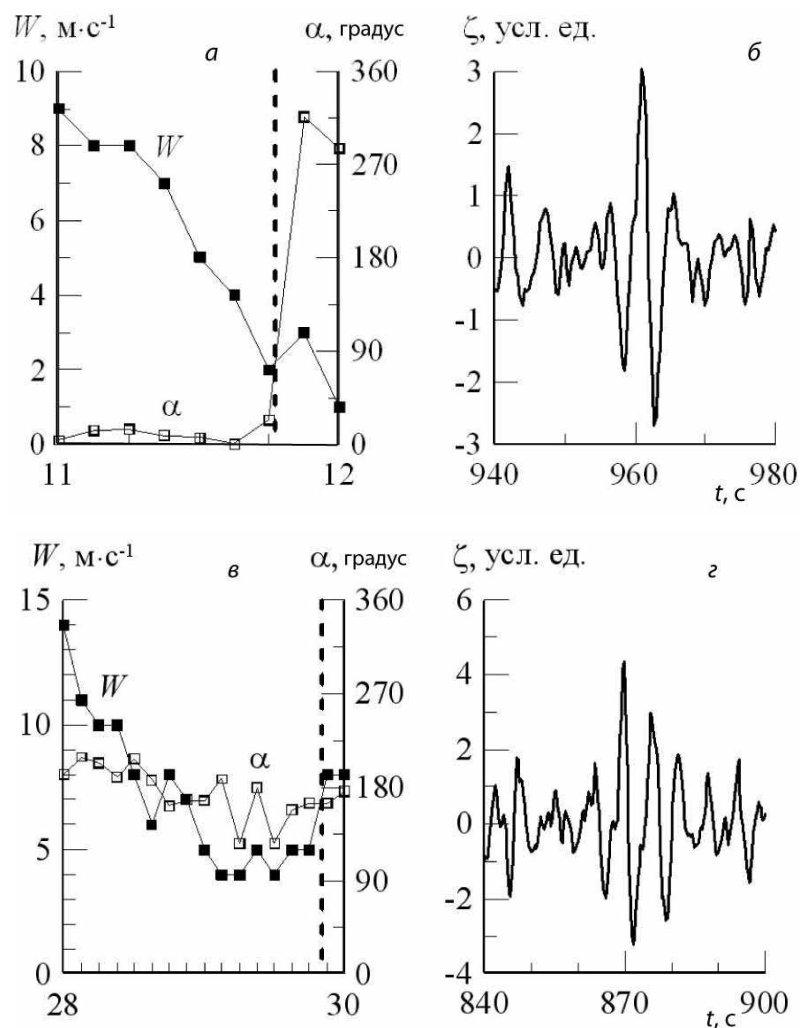 W, м·с-1 α, градус
а
10 360
8 270
6 180
4 90
2 0
0
W
α
11 12
ζ, усл. ед.
б
3
2
1
0
-1
-2
-3
940 960 980
t, с
W, м·с-1 α, градус
в
15 360
10 270
5 180
0 90
0
W
α
28 30
ζ, усл. ед.
г
6
4
2
0
-2
-4
840 870 900
t, с